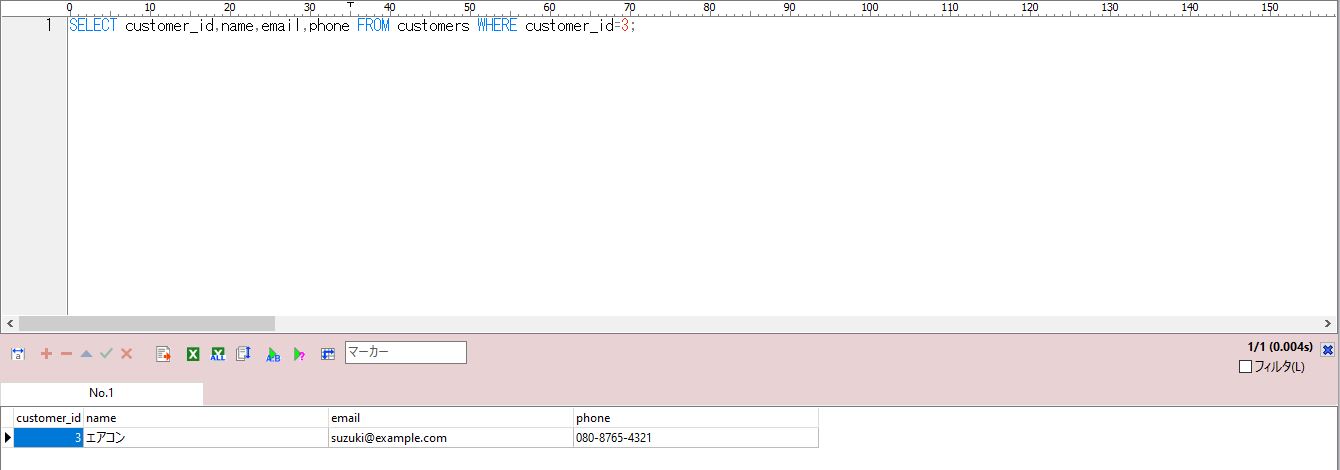 0 10 20 30 40 50 60 70 80 90 100 110 120 130 140 150
1 SELECT customer_id,name,email,phone FROM customers WHERE customer_id=3;
a ALL A:B ? マーカー 1/1 (0.004s)
フィルタ(L)
No.1
customer_id name email phone
3 エアコン suzuki@example.com 080-8765-4321